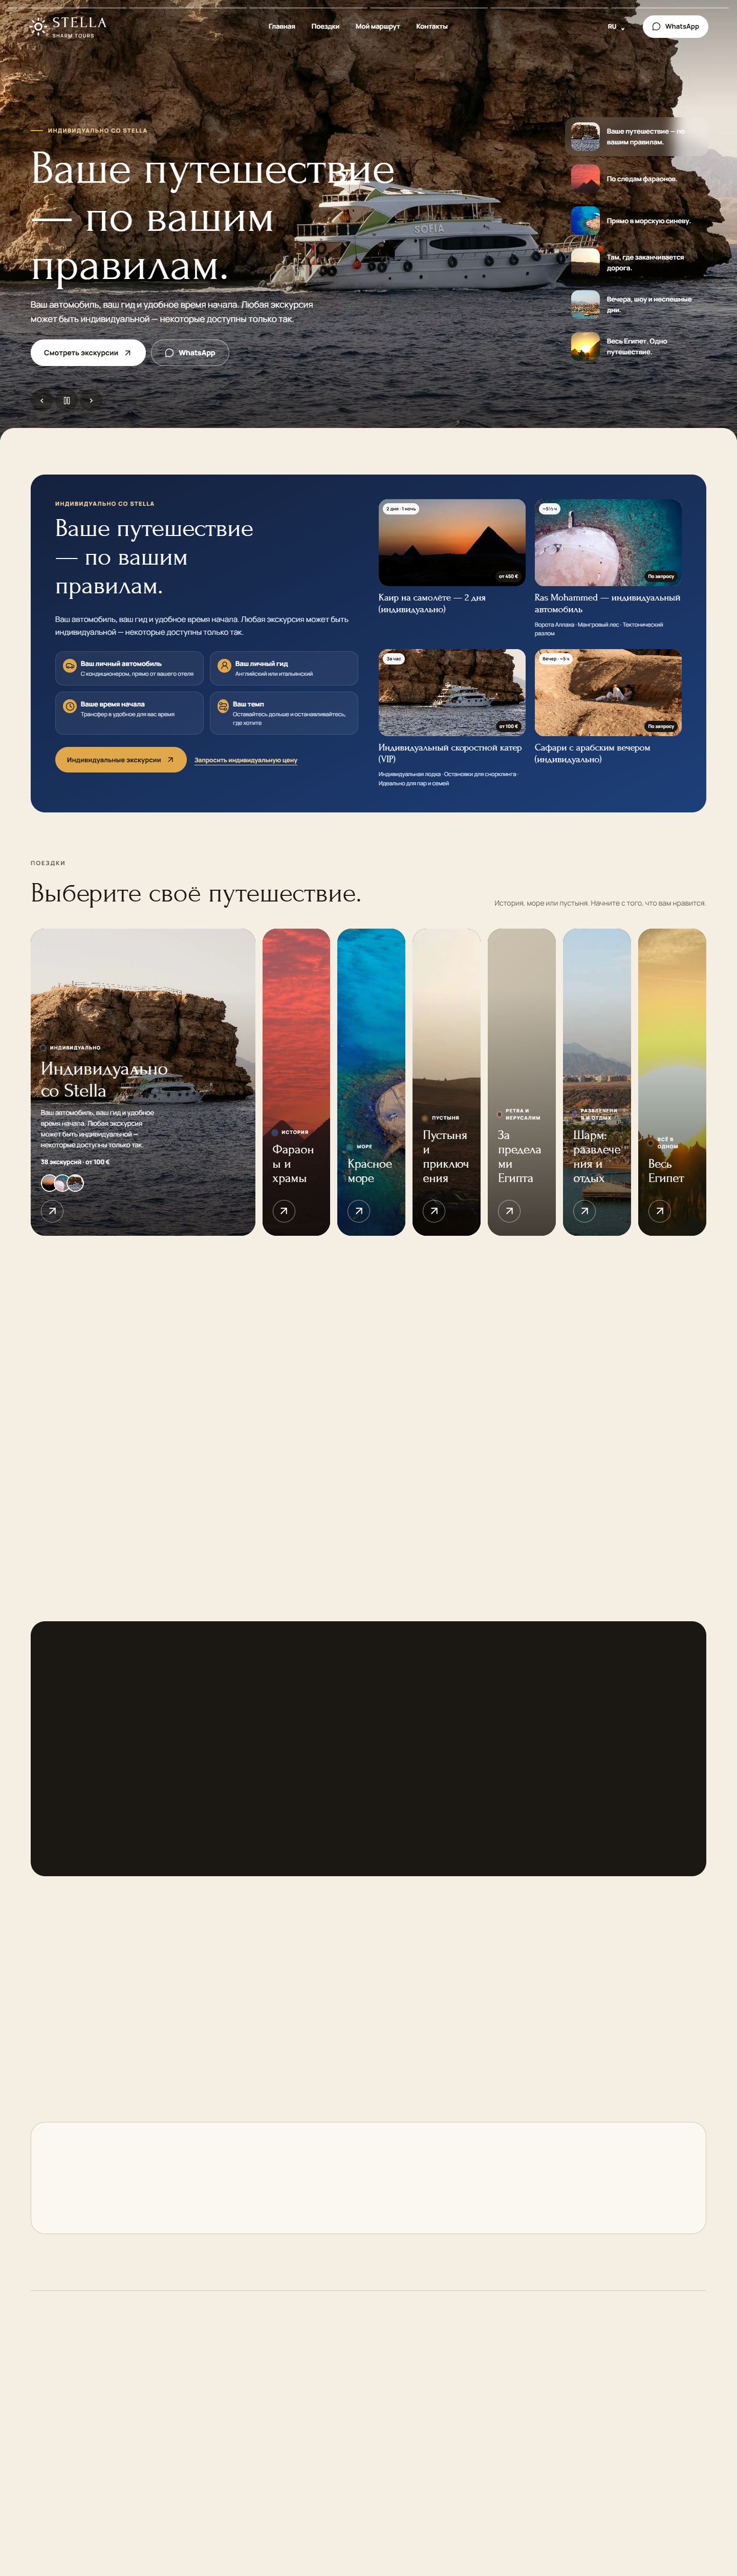 STELLA
SHARM TOURS
Главная
Поездки
Мой маршрут
Контакты
RU
WhatsApp
ИНДИВИДУАЛЬНО СО STELLA
Ваше путешествие
— по вашим
правилам.
Ваш автомобиль, ваш гид и удобное время начала. Любая экскурсия
может быть индивидуальной — некоторые доступны только так.
Смотреть экскурсии
WhatsApp
SOFIA
Ваше путешествие — по
вашим правилам.
По следам фараонов.
Прямо в морскую синеву.
Там, где заканчивается
дорога.
Вечера, шоу и неспешные
дни.
Весь Египет. Одно
путешествие.
ИНДИВИДУАЛЬНО СО STELLA
Ваше путешествие
— по вашим
правилам.
Ваш автомобиль, ваш гид и удобное время начала. Любая экскурсия может быть
индивидуальной — некоторые доступны только так.
Ваш личный автомобиль
С кондиционером, прямо от вашего отеля
Ваш личный гид
Английский или итальянский
Ваше время начала
Трансфер в удобное для вас время
Ваш темп
Оставайтесь дольше и останавливайтесь,
где хотите
Индивидуальные экскурсии
Запросить индивидуальную цену
2 дня · 1 ночь
от 450 €
Каир на самолёте — 2 дня
(индивидуально)
~5½ ч
По запросу
Ras Mohammed — индивидуальный
автомобиль
Ворота Аллаха · Мангровый лес · Тектонический
разлом
За час
от 100 €
Индивидуальный скоростной катер
(VIP)
Индивидуальная лодка · Остановки для снорклинга ·
Идеально для пар и семей
Вечер · ~5 ч
По запросу
Сафари с арабским вечером
(индивидуально)
ПОЕЗДКИ
Выберите своё путешествие.
История, море или пустыня. Начните с того, что вам нравится.
ИНДИВИДУАЛЬНО
Индивидуально
со Stella
Ваш автомобиль, ваш гид и удобное
время начала. Любая экскурсия
может быть индивидуальной —
некоторые доступны только так.
38 экскурсий · от 100 €
ИСТОРИЯ
Фараон
ы и
храмы
МОРЕ
Красное
море
ПУСТЫНЯ
Пустыня
и
приключ
ения
PETRA И
ИЕРУСАЛИМ
За
предела
ми
Египта
РАЗВЛЕЧЕНИ
Я И ОТДЫХ
Шарм:
развлече
ния и
отдых
ВСЁ В
ОДНОМ
Весь
Египет